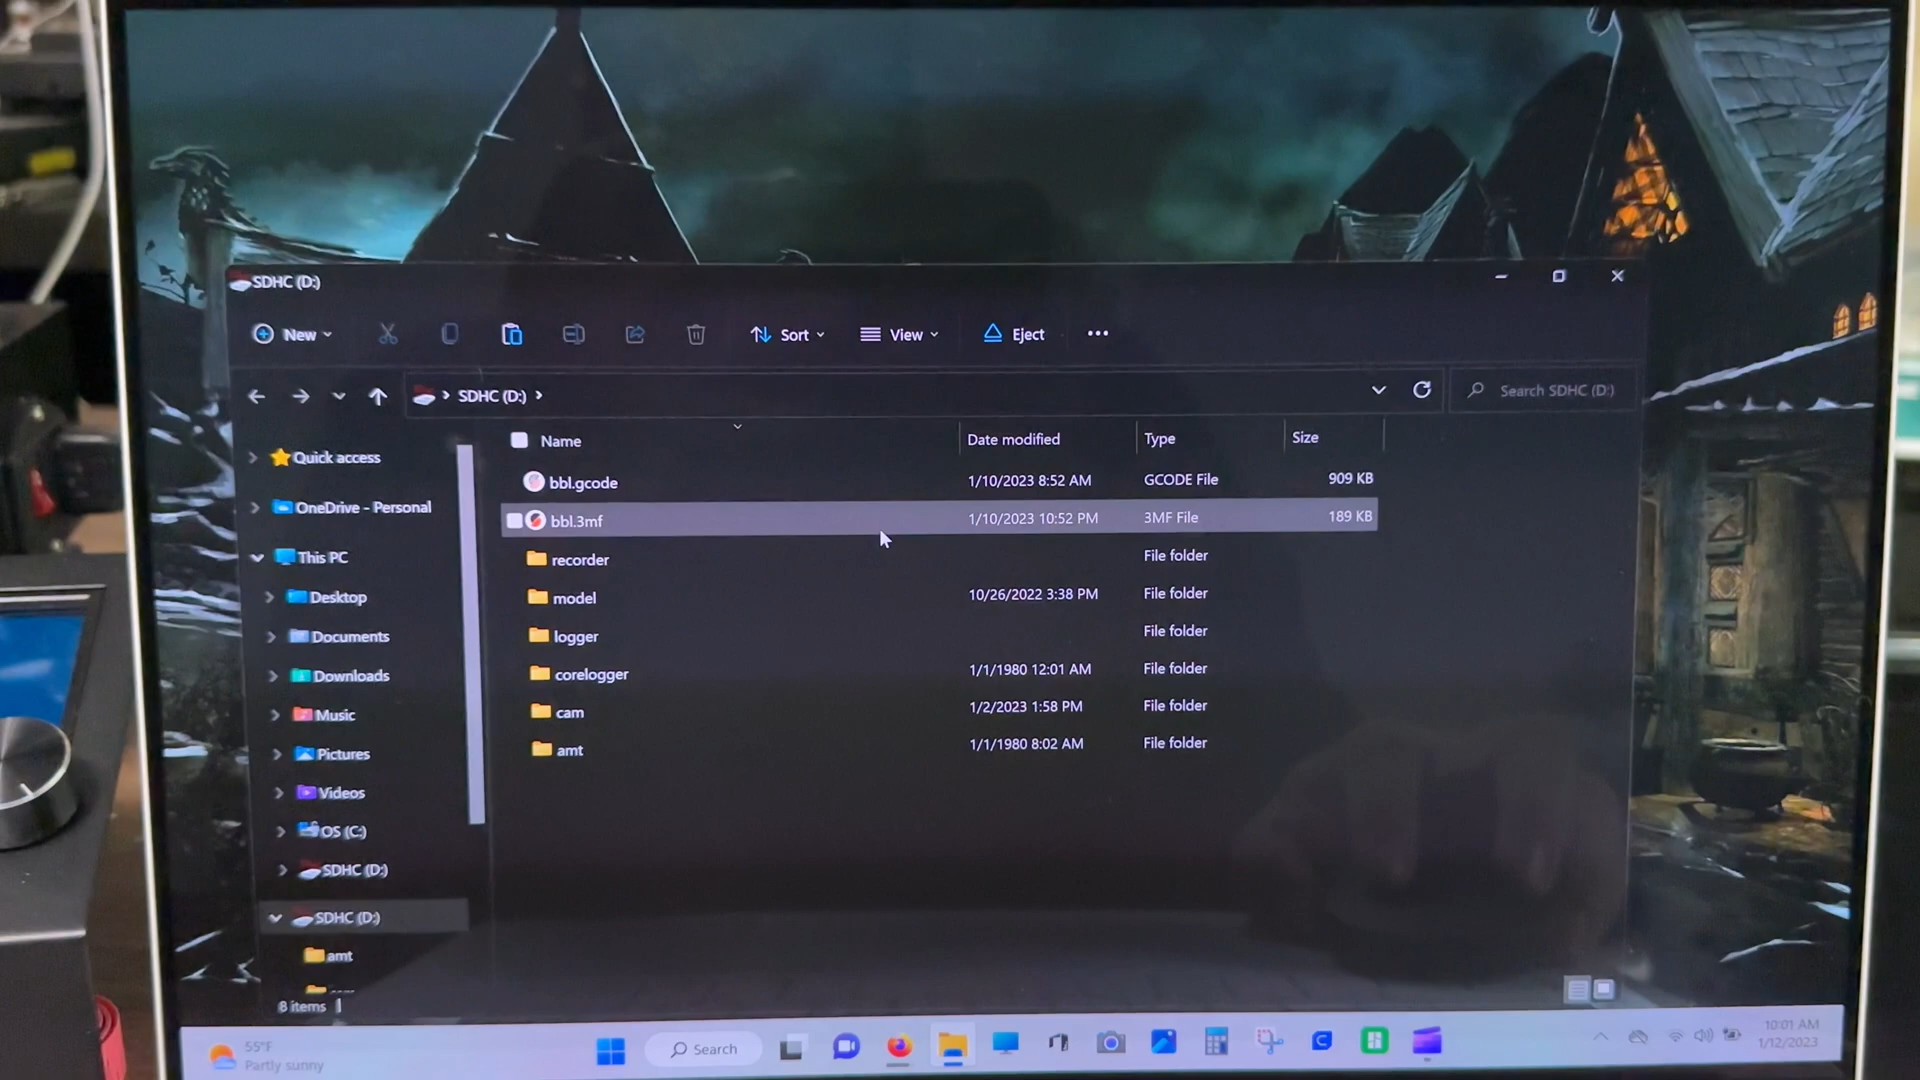 SDHC (D:)
New
Sort
View
Eject
SDHC (D:)
Search SDHC (D:)
Name Date modified Type Size
bbl.gcode 1/10/2023 8:52 AM GCODE File 909 KB
bbl.3mf 1/10/2023 10:52 PM 3MF File 189 KB
recorder File folder
model 10/26/2022 3:38 PM File folder
logger File folder
corelogger 1/1/1980 12:01 AM File folder
cam 1/2/2023 1:58 PM File folder
amt 1/1/1980 8:02 AM File folder
Quick access
OneDrive - Personal
This PC
Desktop
Documents
Downloads
Music
Pictures
Videos
OS (C:)
SDHC (D:)
SDHC (D:)
amt
8 items
55°F
Partly sunny
Search
10:01 AM
1/12/2023